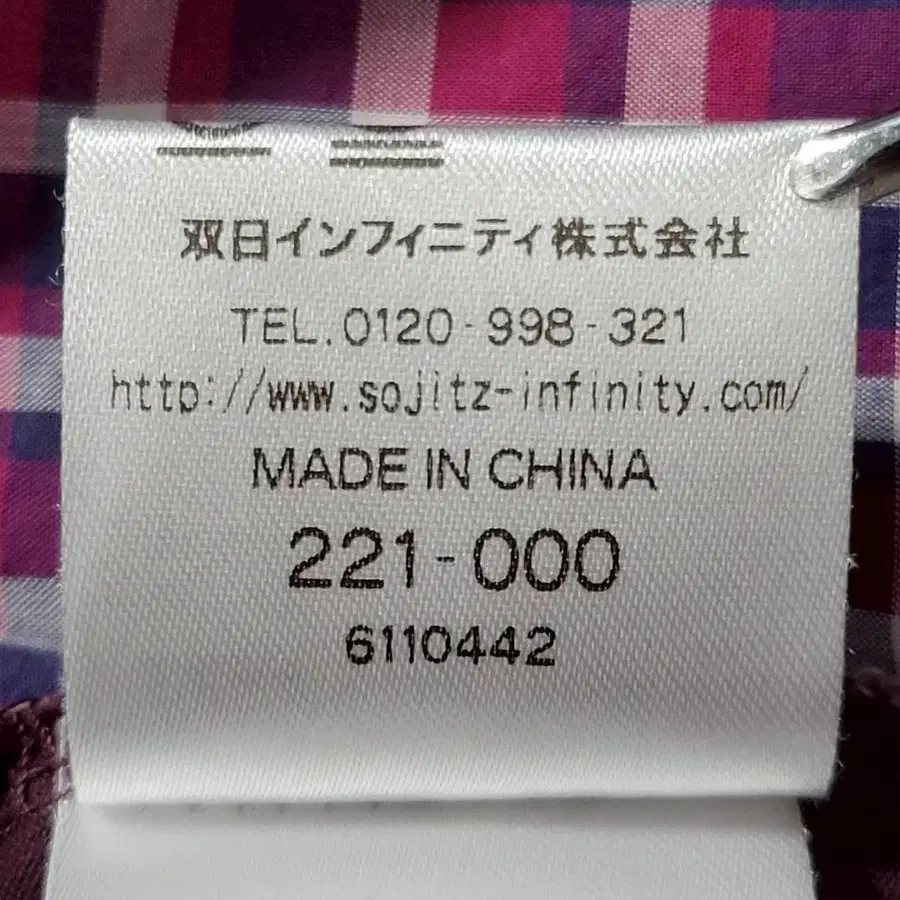 双日インフィニティ株式会社
TEL.0120-998-321
http://www.sojitz-infinity.com/
MADE IN CHINA
221-000
6110442